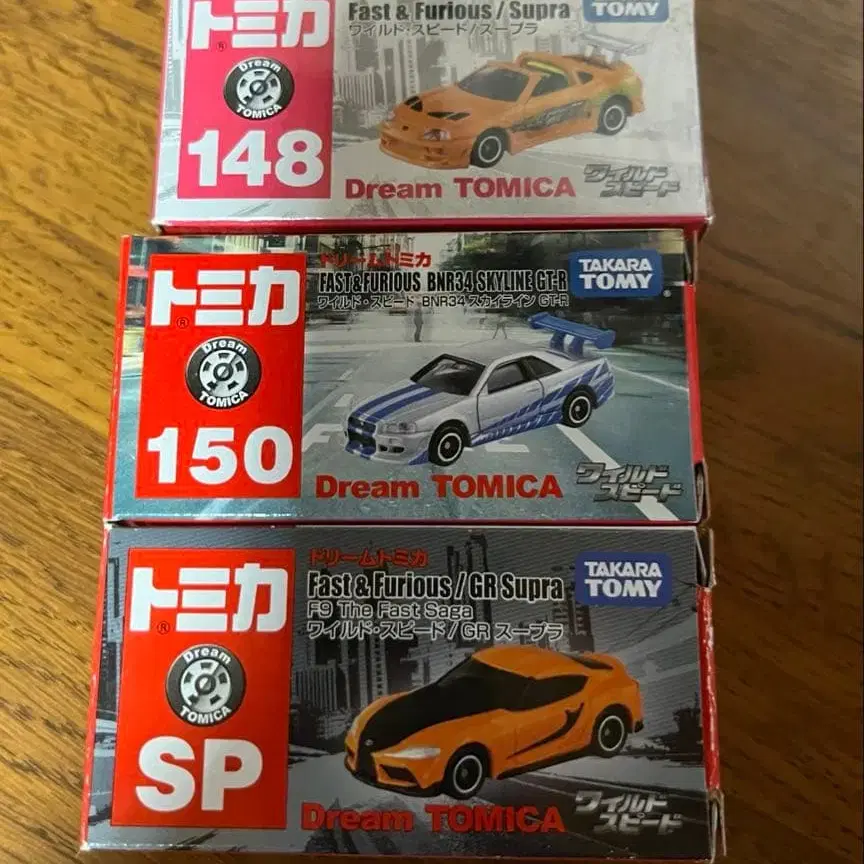 トミカ
®
Dream
TOMICA
148
Fast & Furious / Supra
ワイルド・スピード/スープラ
TAKARA
TOMY
Dream TOMICA
ワイルド
スピード
トミカ
®
Dream
TOMICA
150
ドリームトミカ
FAST & FURIOUS BNR34 SKYLINE GT-R
ワイルド・スピード BNR34 スカイライン GT-R
TAKARA
TOMY
Dream TOMICA
ワイルド
スピード
トミカ
®
Dream
TOMICA
SP
ドリームトミカ
Fast & Furious / GR Supra
F9 The Fast Saga
ワイルド・スピード/GR スープラ
TAKARA
TOMY
Dream TOMICA
ワイルド
スピード